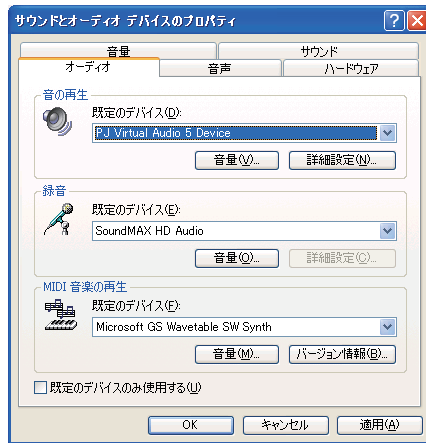 サウンドとオーディオ デバイスのプロパティ
音量 サウンド
オーディオ 音声 ハードウェア
音の再生
既定のデバイス(D):
PJ Virtual Audio 5 Device
音量(V)... 詳細設定(N)...
録音
既定のデバイス(E):
SoundMAX HD Audio
音量(O)... 詳細設定(C)...
MIDI 音楽の再生
既定のデバイス(F):
Microsoft GS Wavetable SW Synth
音量(M)... バージョン情報(B)...
既定のデバイスのみ使用する(U)
OK キャンセル 適用(A)